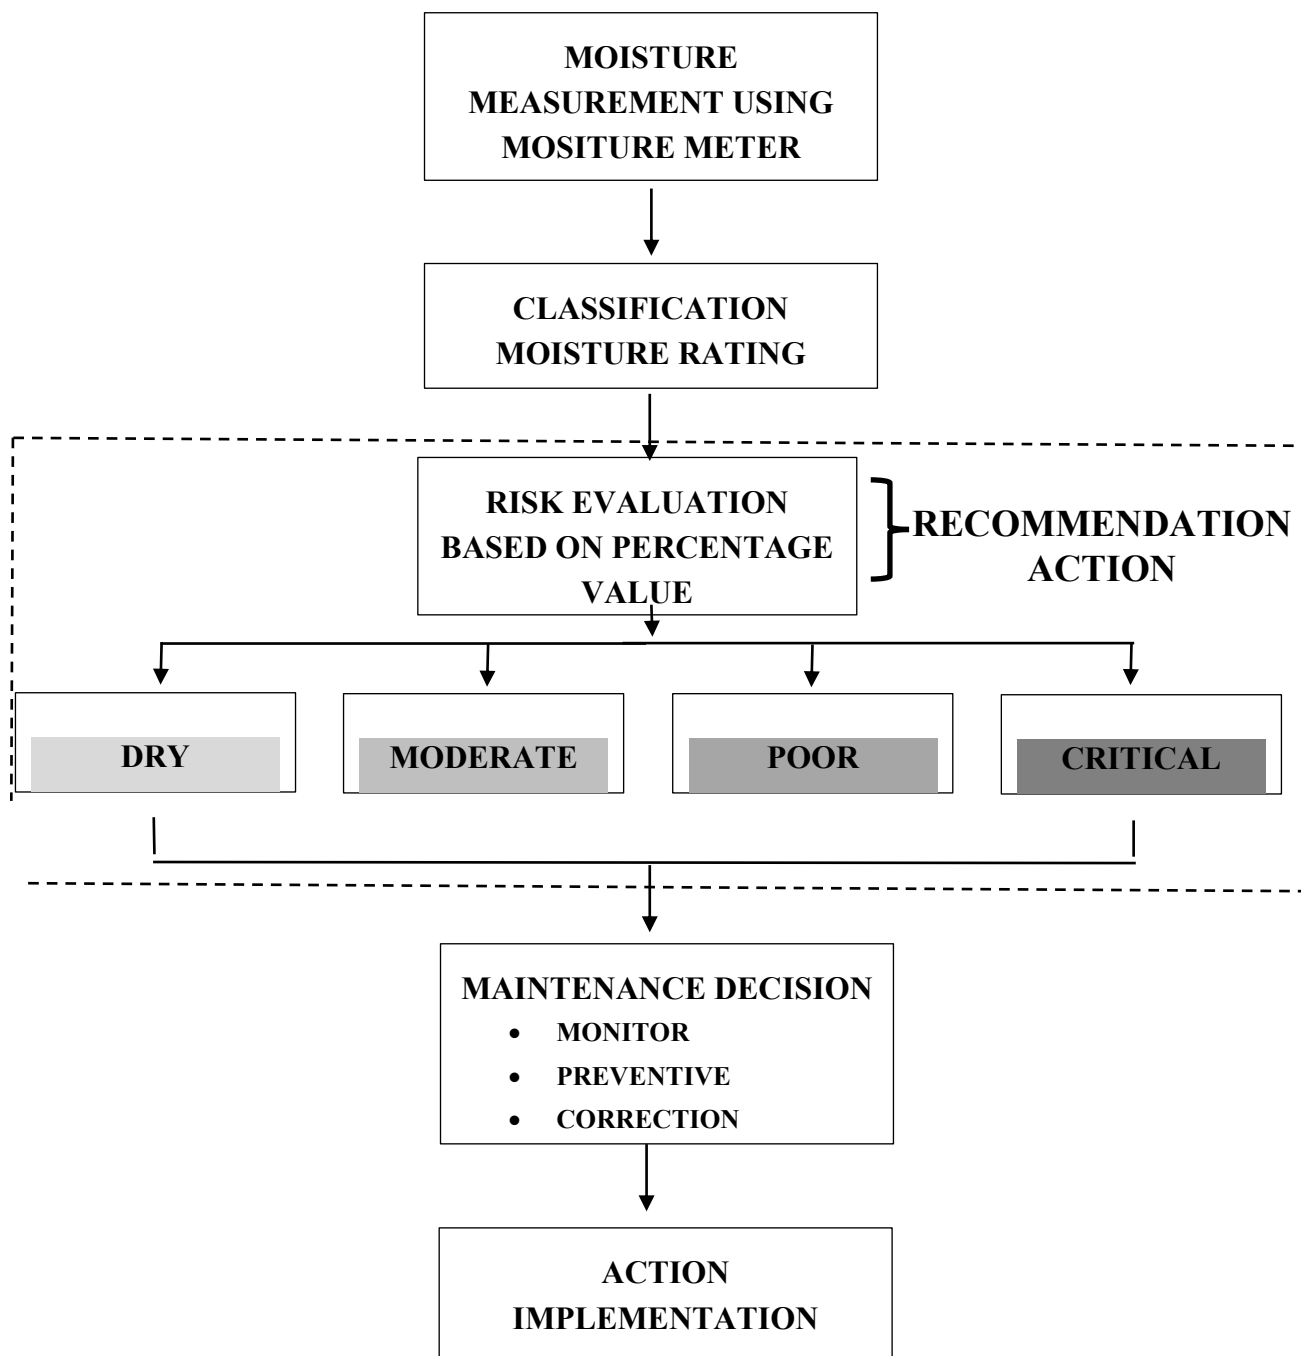 MOISTURE
MEASUREMENT USING
MOSITURE METER
CLASSIFICATION
MOISTURE RATING
RISK EVALUATION
BASED ON PERCENTAGE
VALUE
RECOMMENDATION
ACTION
DRY
MODERATE
POOR
CRITICAL
MAINTENANCE DECISION
• MONITOR
• PREVENTIVE
• CORRECTION
ACTION
IMPLEMENTATION